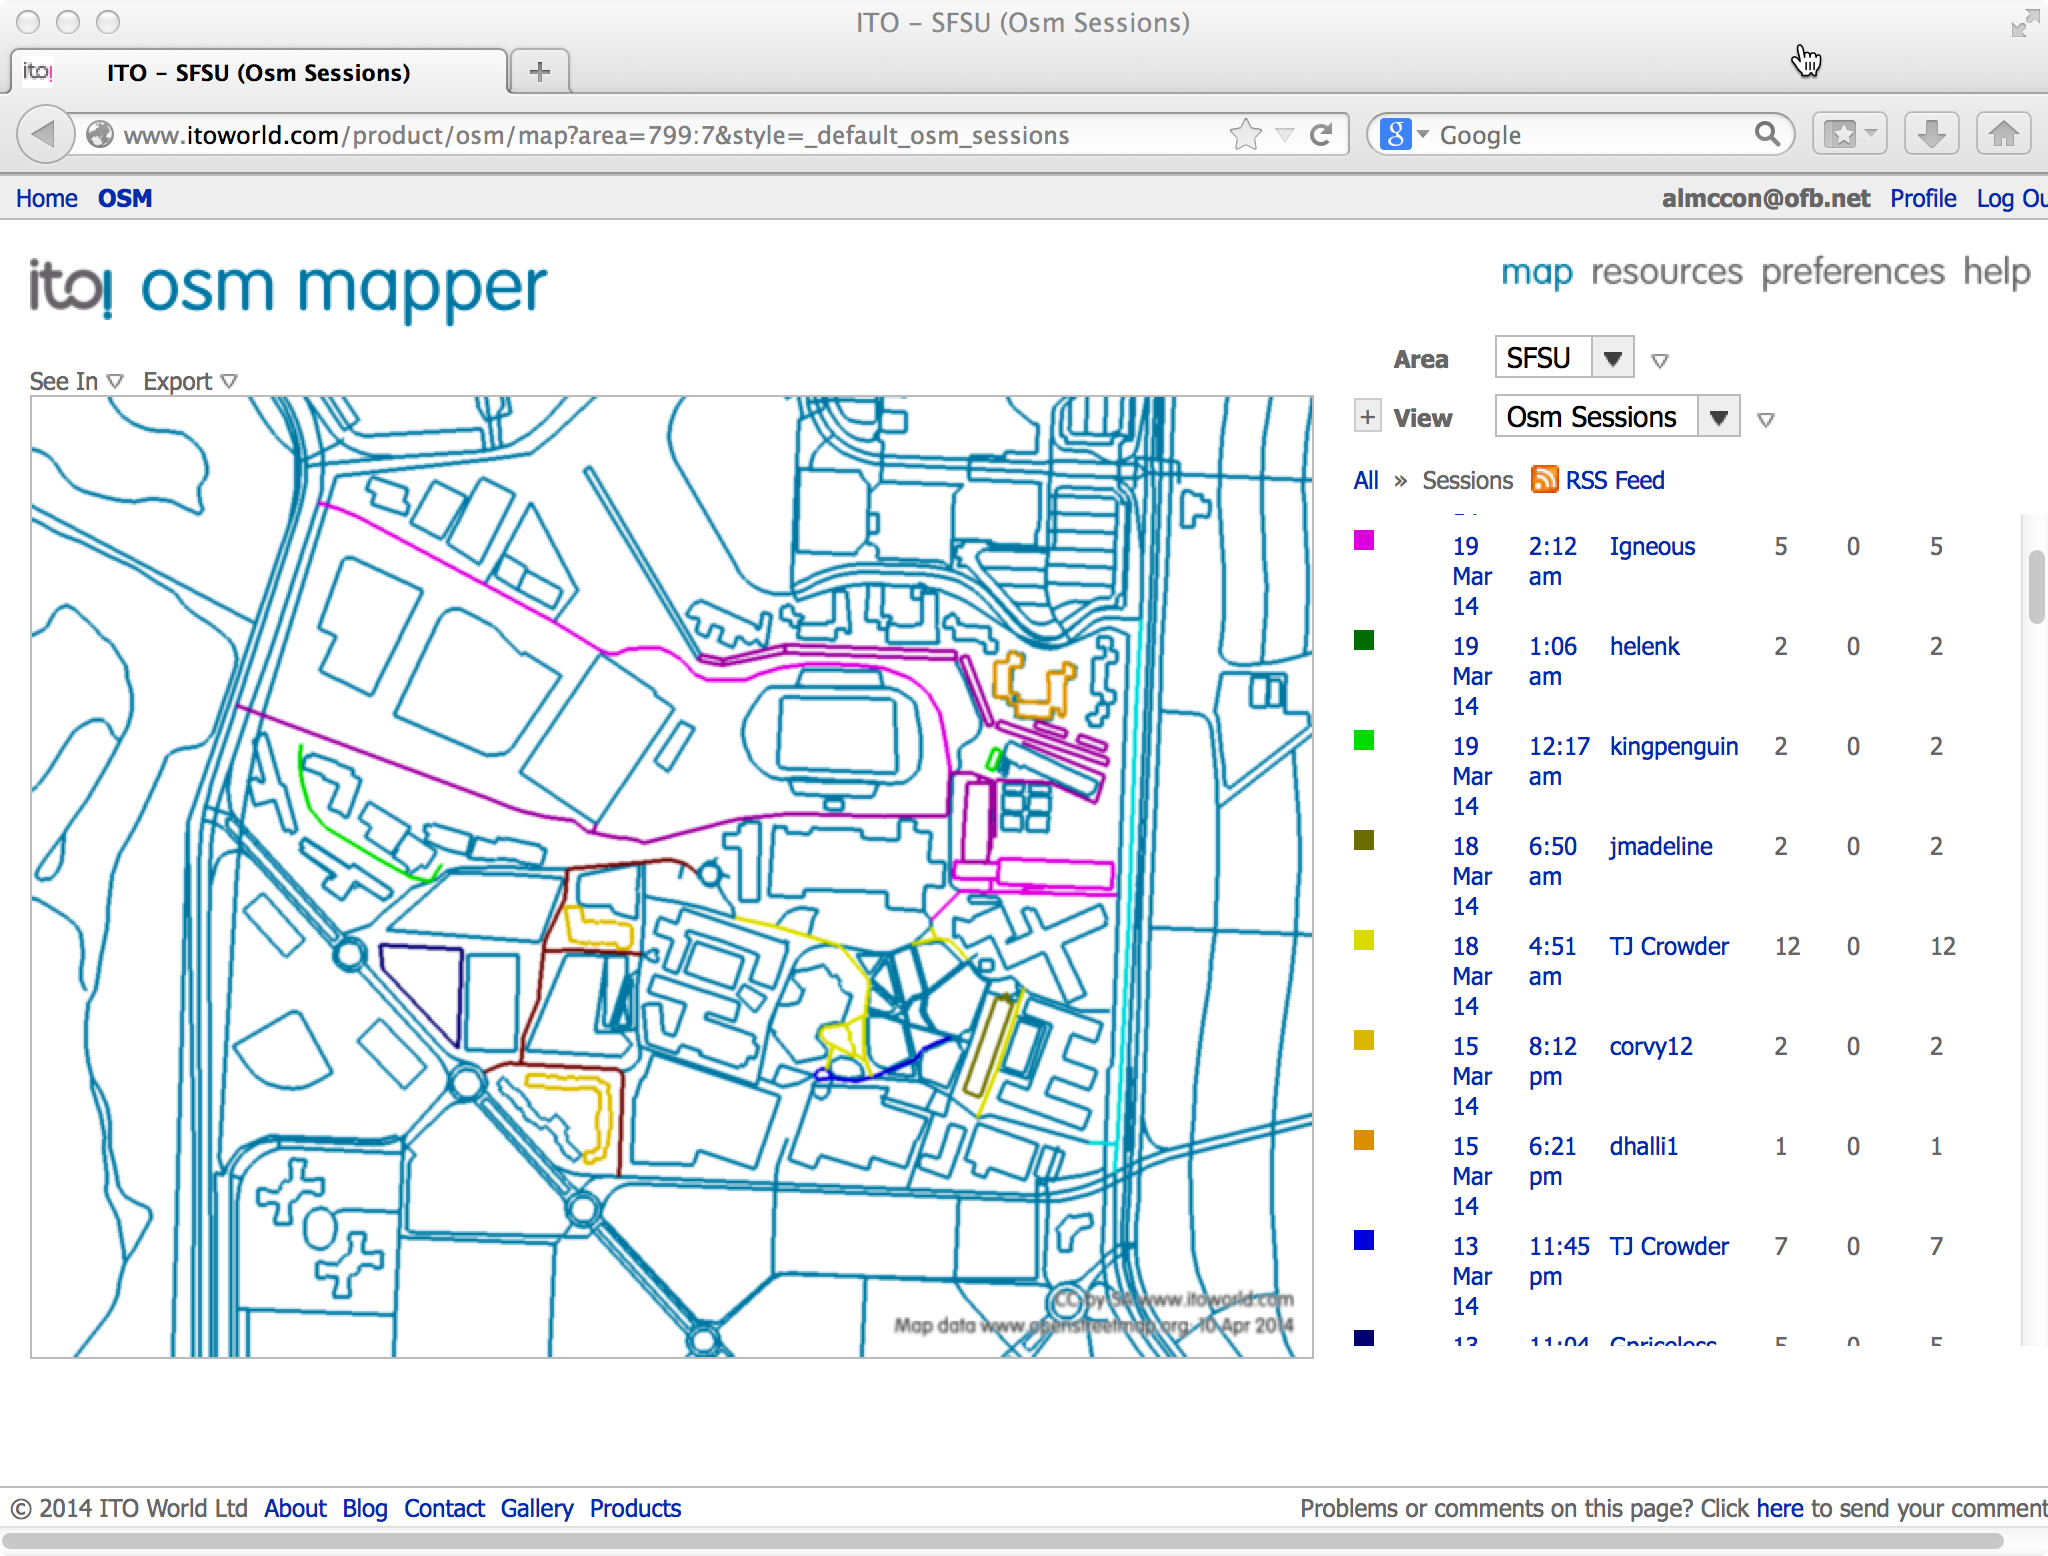 ITO – SFSU (Osm Sessions)
ito! ITO – SFSU (Osm Sessions) +
www.itoworld.com/product/osm/map?area=799:7&style=_default_osm_sessions
g Google
Home OSM almccon@ofb.net Profile Log Ou
ito! osm mapper
map resources preferences help
Area SFSU
See In Export
+ View Osm Sessions
All » Sessions RSS Feed
19 2:12 Igneous 5 0 5
Mar am
14
19 1:06 helenk 2 0 2
Mar am
14
19 12:17 kingpenguin 2 0 2
Mar am
14
18 6:50 jmadeline 2 0 2
Mar am
14
18 4:51 TJ Crowder 12 0 12
Mar am
14
15 8:12 corvy12 2 0 2
Mar pm
14
15 6:21 dhalli1 1 0 1
Mar pm
14
13 11:45 TJ Crowder 7 0 7
Mar pm
14
13 11:04 Gpriceless 5 0 5
CC by SA www.itoworld.com
Map data www.openstreetmap.org: 10 Apr 2014
© 2014 ITO World Ltd About Blog Contact Gallery Products
Problems or comments on this page? Click here to send your comment